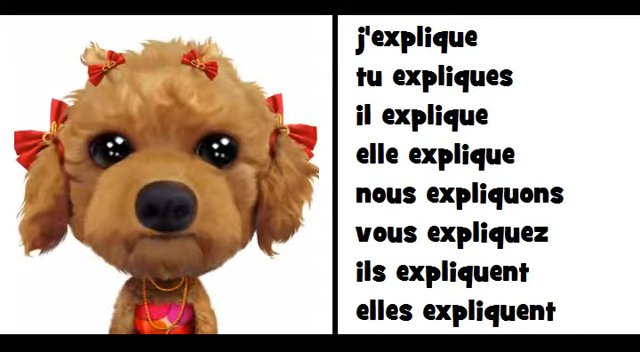 j'explique
tu expliques
il explique
elle explique
nous expliquons
vous expliquez
ils expliquent
elles expliquent